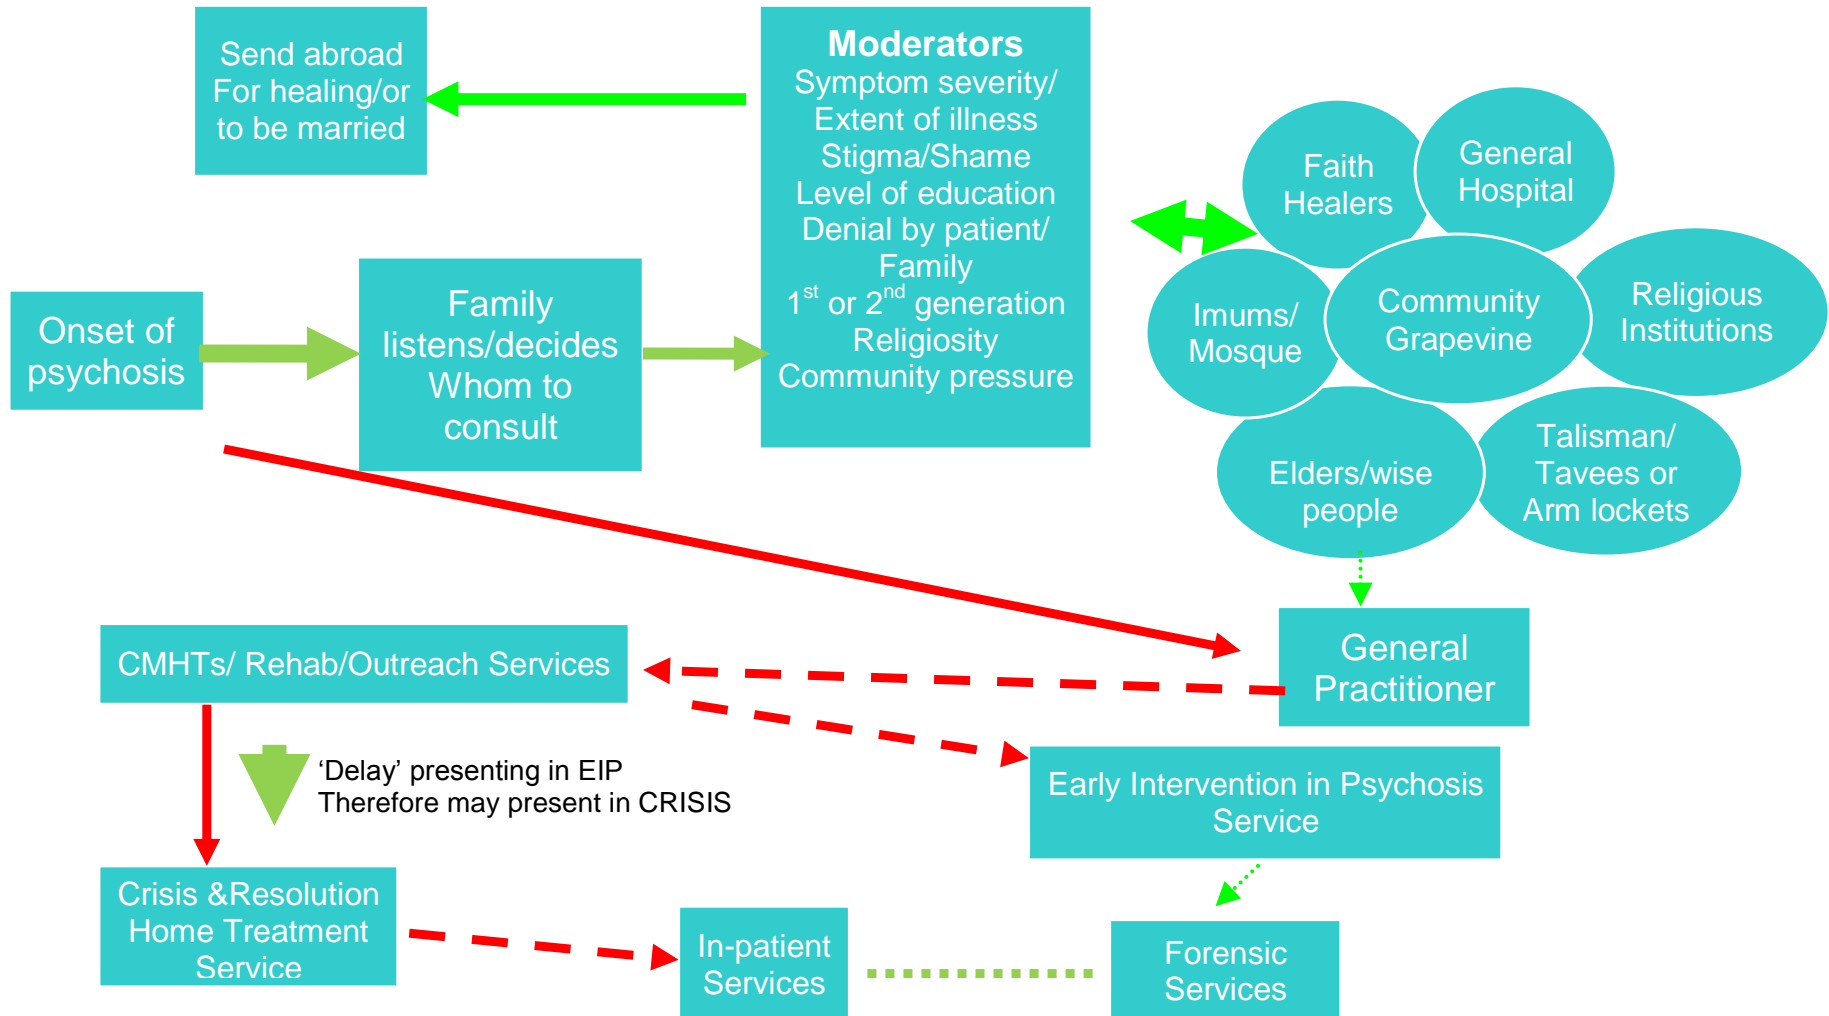 Send abroad
For healing/or
to be married
Moderators
Symptom severity/
Extent of illness
Stigma/Shame
Level of education
Denial by patient/
Family
1st or 2nd generation
Religiosity
Community pressure
Faith
Healers
General
Hospital
Onset of
psychosis
Family
listens/decides
Whom to
consult
Imums/
Mosque
Community
Grapevine
Religious
Institutions
Elders/wise
people
Talisman/
Tavees or
Arm lockets
General
Practitioner
CMHTs/ Rehab/Outreach Services
‘Delay’ presenting in EIP
Therefore may present in CRISIS
Early Intervention in Psychosis
Service
Crisis &Resolution
Home Treatment
Service
In-patient
Services
Forensic
Services